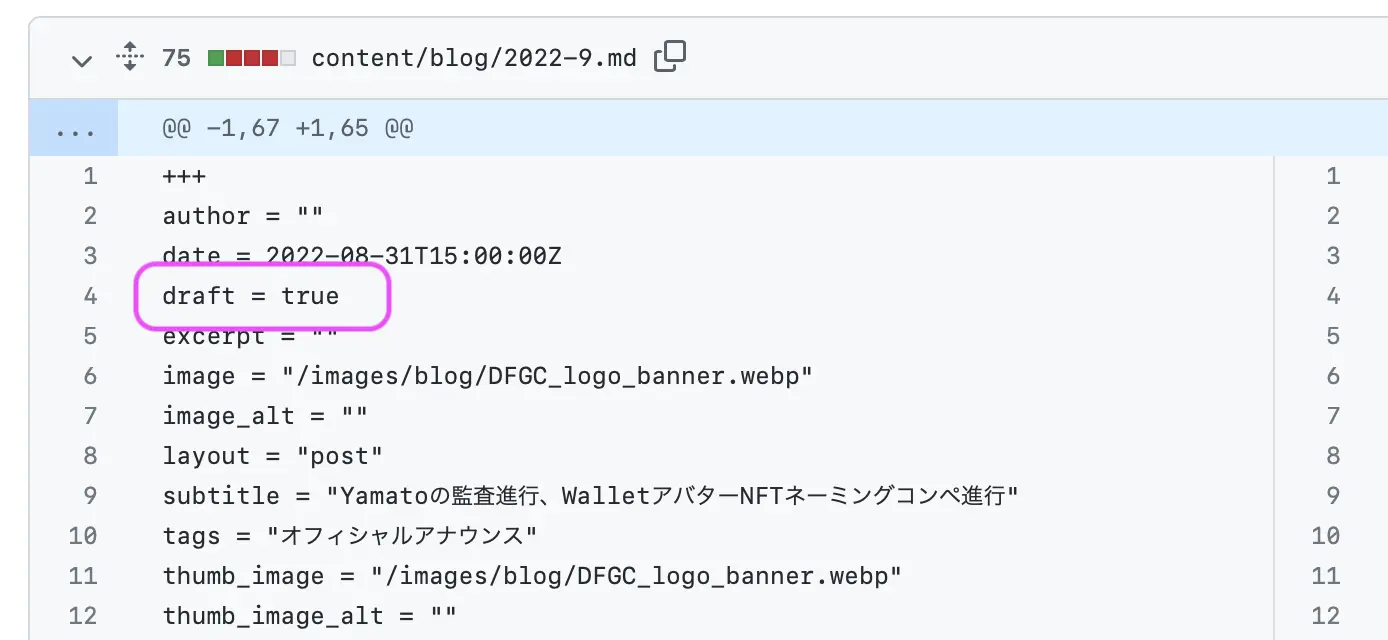 75 content/blog/2022-9.md
... @@ -1,67 +1,65 @@
1 +++ 1
2 author = "" 2
3 date = 2022-08-31T15:00:00Z 3
4 draft = true 4
5 excerpt = "" 5
6 image = "/images/blog/DFGC_logo_banner.webp" 6
7 image_alt = "" 7
8 layout = "post" 8
9 subtitle = "Yamatoの監査進行、WalletアバターNFTネーミングコンペ進行" 9
10 tags = "オフィシャルアナウンス" 10
11 thumb_image = "/images/blog/DFGC_logo_banner.webp" 11
12 thumb_image_alt = "" 12